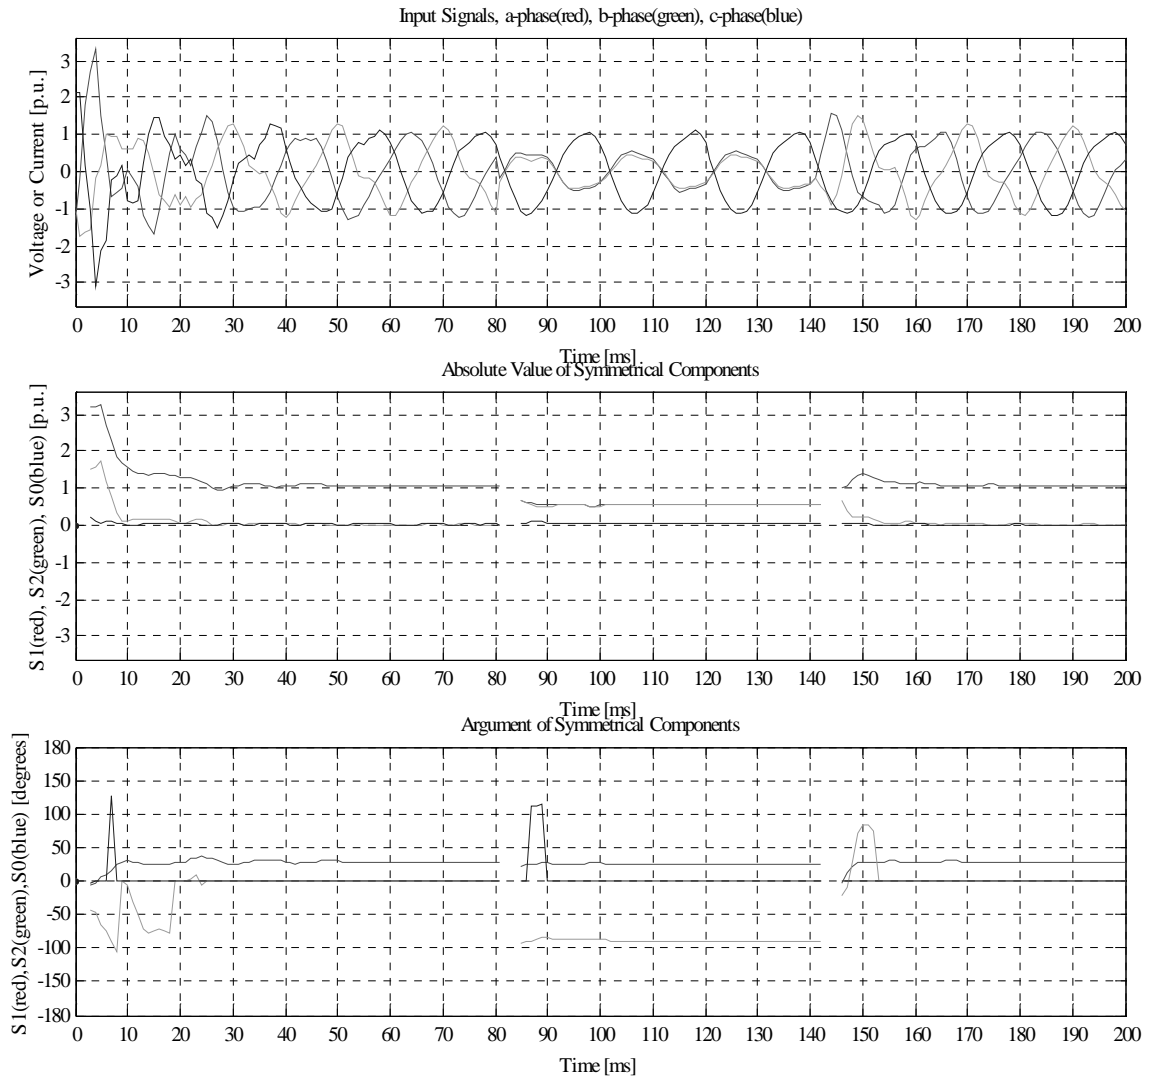 Input Signals, a-phase(red), b-phase(green), c-phase(blue)
Voltage or Current [p.u.]
3
2
1
0
-1
-2
-3
0 10 20 30 40 50 60 70 80 90 100 110 120 130 140 150 160 170 180 190 200
Time [ms]
Absolute Value of Symmetrical Components
S1(red), S2(green), S0(blue) [p.u.]
3
2
1
0
-1
-2
-3
0 10 20 30 40 50 60 70 80 90 100 110 120 130 140 150 160 170 180 190 200
Time [ms]
Argument of Symmetrical Components
S1(red),S2(green),S0(blue) [degrees]
180
150
100
50
0
-50
-100
-150
-180
0 10 20 30 40 50 60 70 80 90 100 110 120 130 140 150 160 170 180 190 200
Time [ms]